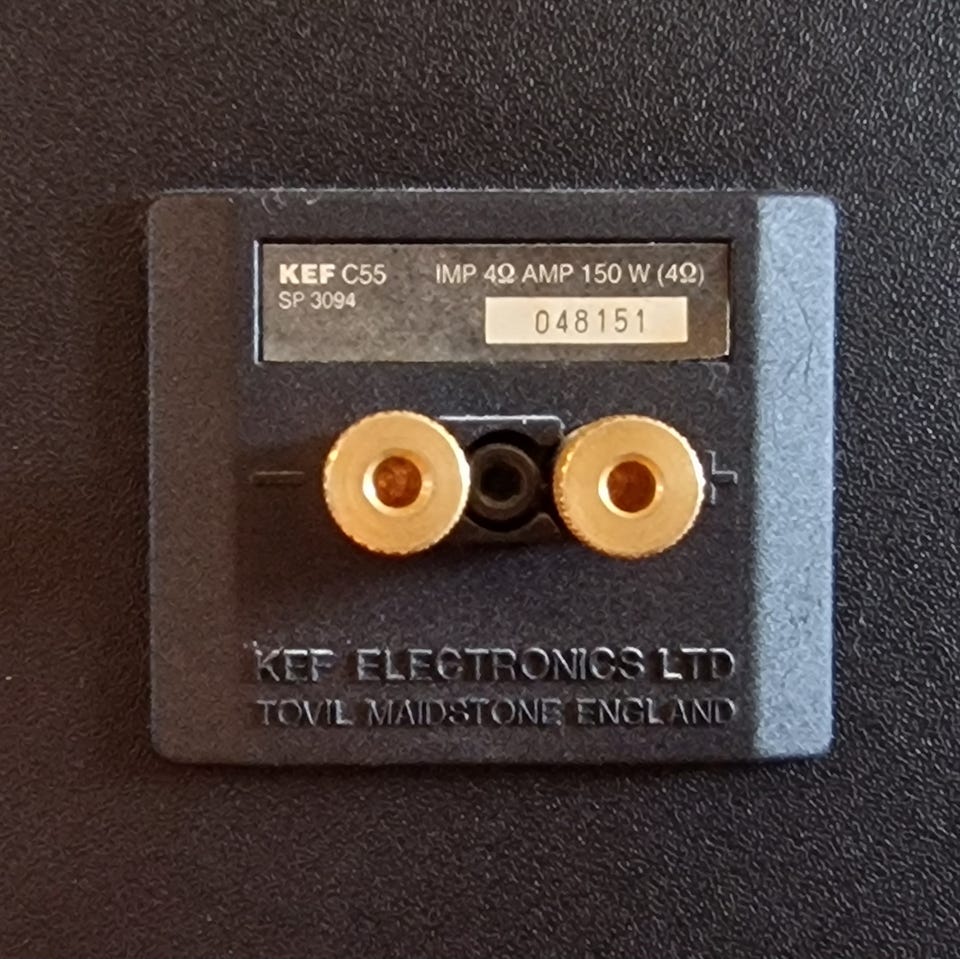 KEF C55 IMP 4Ω AMP 150 W (4Ω)
SP 3094
048151
− +
KEF ELECTRONICS LTD
TOVIL MAIDSTONE ENGLAND